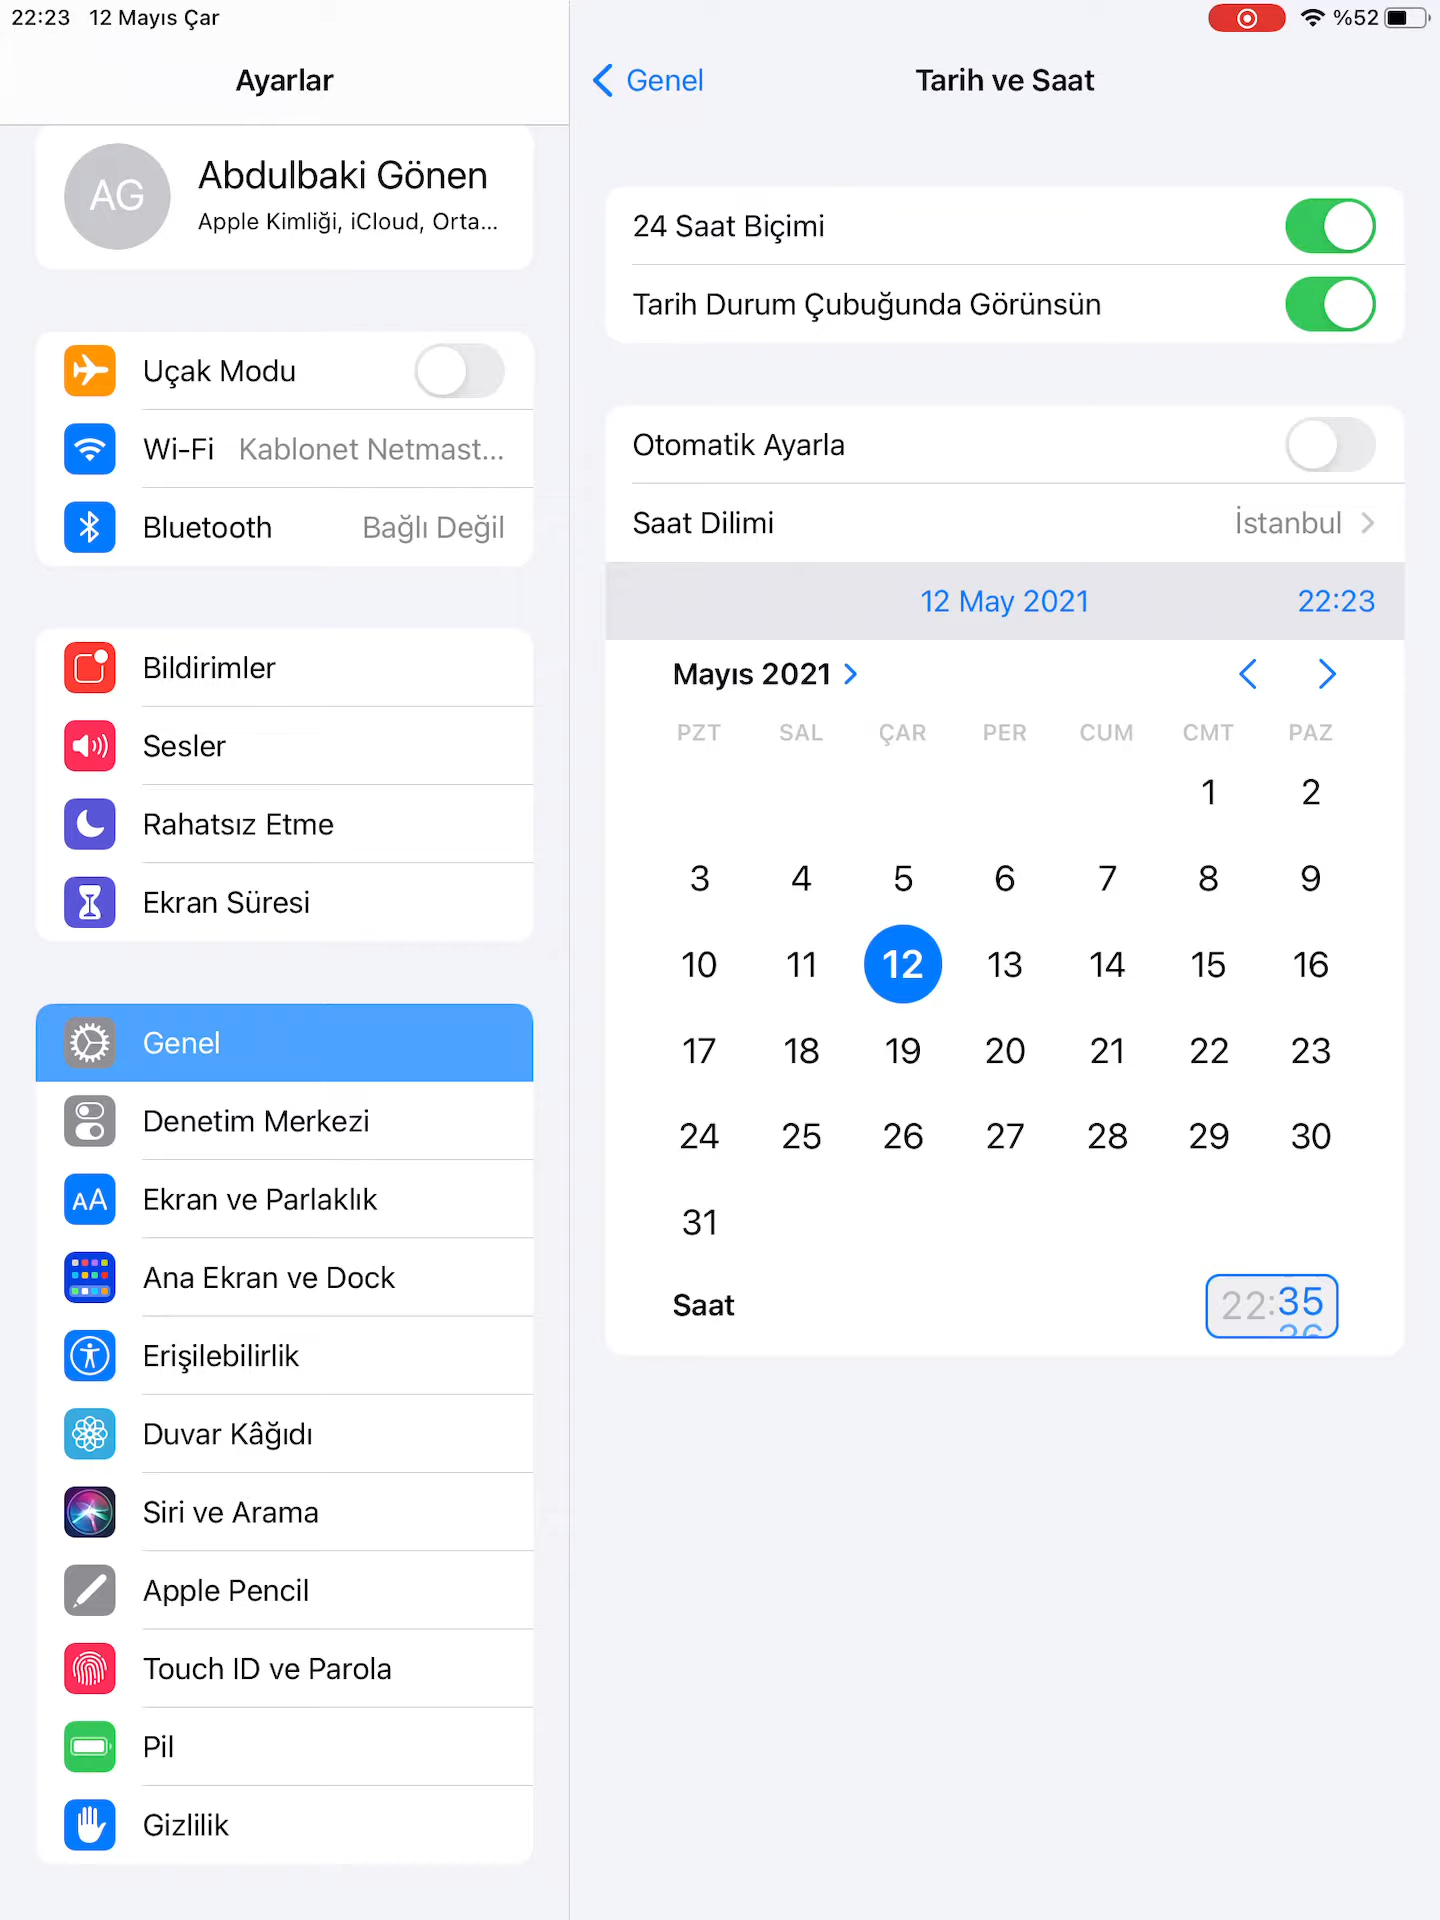 22:23 12 Mayıs Çar
%52
Ayarlar
AG
Abdulbaki Gönen
Apple Kimliği, iCloud, Orta...
Uçak Modu
Wi-Fi Kablonet Netmast...
Bluetooth Bağlı Değil
Bildirimler
Sesler
Rahatsız Etme
Ekran Süresi
Genel
Denetim Merkezi
AA Ekran ve Parlaklık
Ana Ekran ve Dock
Erişilebilirlik
Duvar Kâğıdı
Siri ve Arama
Apple Pencil
Touch ID ve Parola
Pil
Gizlilik
Genel
Tarih ve Saat
24 Saat Biçimi
Tarih Durum Çubuğunda Görünsün
Otomatik Ayarla
Saat Dilimi İstanbul
12 May 2021 22:23
Mayıs 2021
PZT SAL ÇAR PER CUM CMT PAZ
1 2
3 4 5 6 7 8 9
10 11 12 13 14 15 16
17 18 19 20 21 22 23
24 25 26 27 28 29 30
31
Saat 22:35